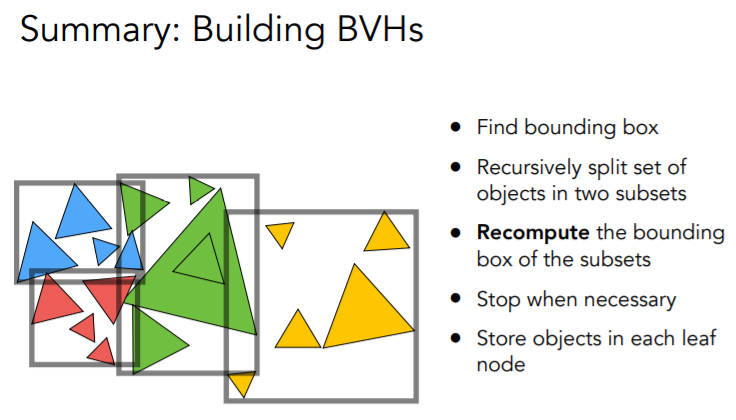 Summary: Building BVHs
● Find bounding box
● Recursively split set of
objects in two subsets
● Recompute the bounding
box of the subsets
● Stop when necessary
● Store objects in each leaf
node